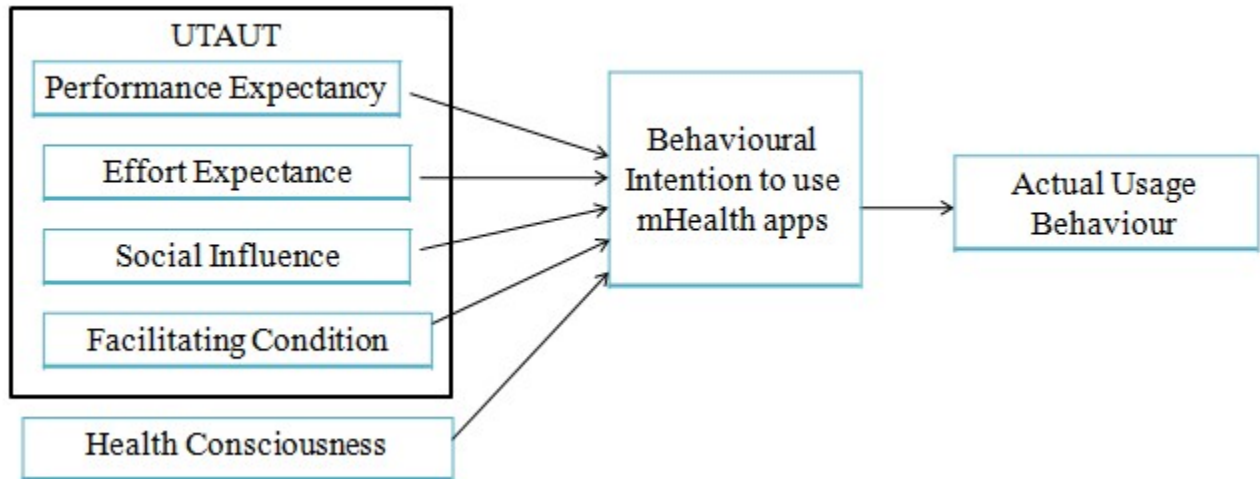 UTAUT
Performance Expectancy
Effort Expectance
Social Influence
Facilitating Condition
Health Consciousness
Behavioural
Intention to use
mHealth apps
Actual Usage
Behaviour